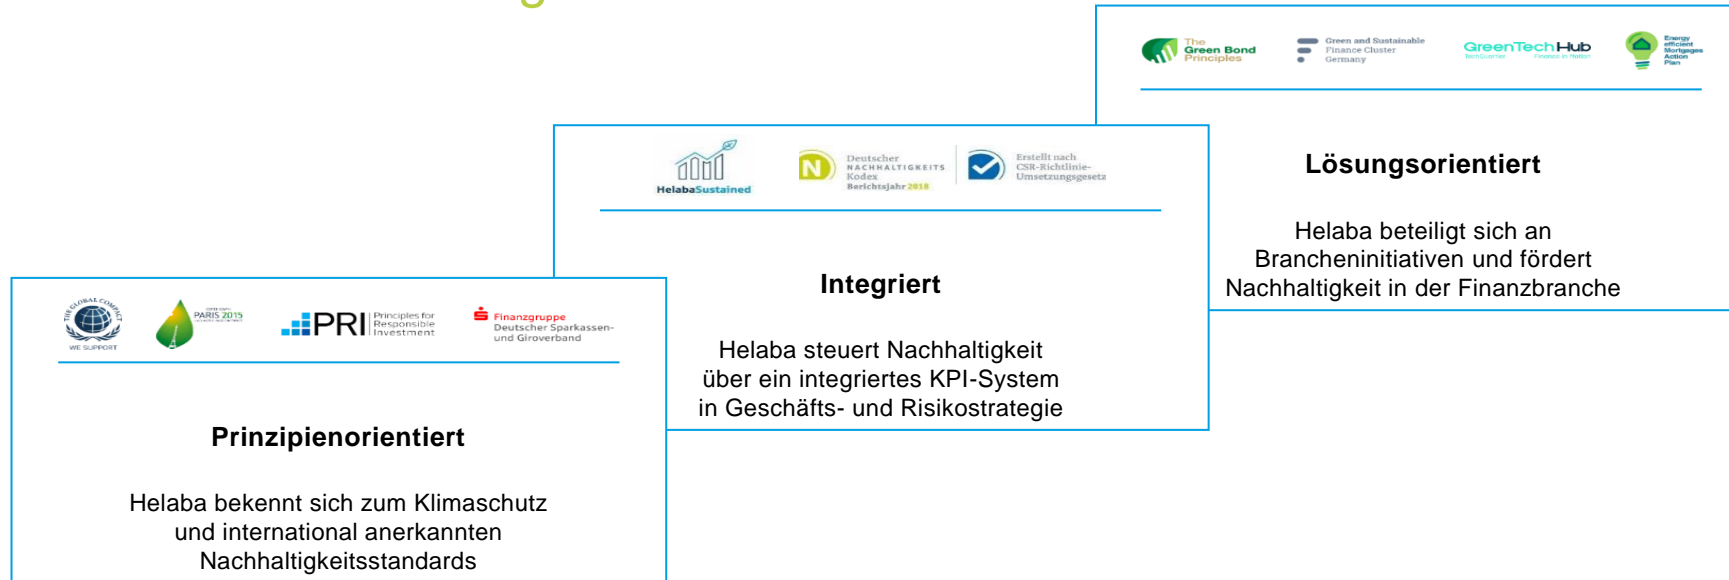 The
Green Bond
Principles
Green and Sustainable
Finance Cluster
Germany
GreenTechHub
TechQuartier
Energy
efficient
Mortgages
Action
Plan
Lösungsorientiert
Helaba beteiligt sich an
Brancheninitiativen und fördert
Nachhaltigkeit in der Finanzbranche
HelabaSustained
N
Deutscher
NACHHALTIGKEITS
Kodex
Berichtsjahr 2018
Erstellt nach
CSR-Richtlinie-
Umsetzungsgesetz
Integriert
Helaba steuert Nachhaltigkeit
über ein integriertes KPI-System
in Geschäfts- und Risikostrategie
THE GLOBAL COMPACT
WE SUPPORT
PARIS 2015
PRI
Principles for
Responsible
Investment
Finanzgruppe
Deutscher Sparkassen-
und Giroverband
Prinzipienorientiert
Helaba bekennt sich zum Klimaschutz
und international anerkannten
Nachhaltigkeitsstandards